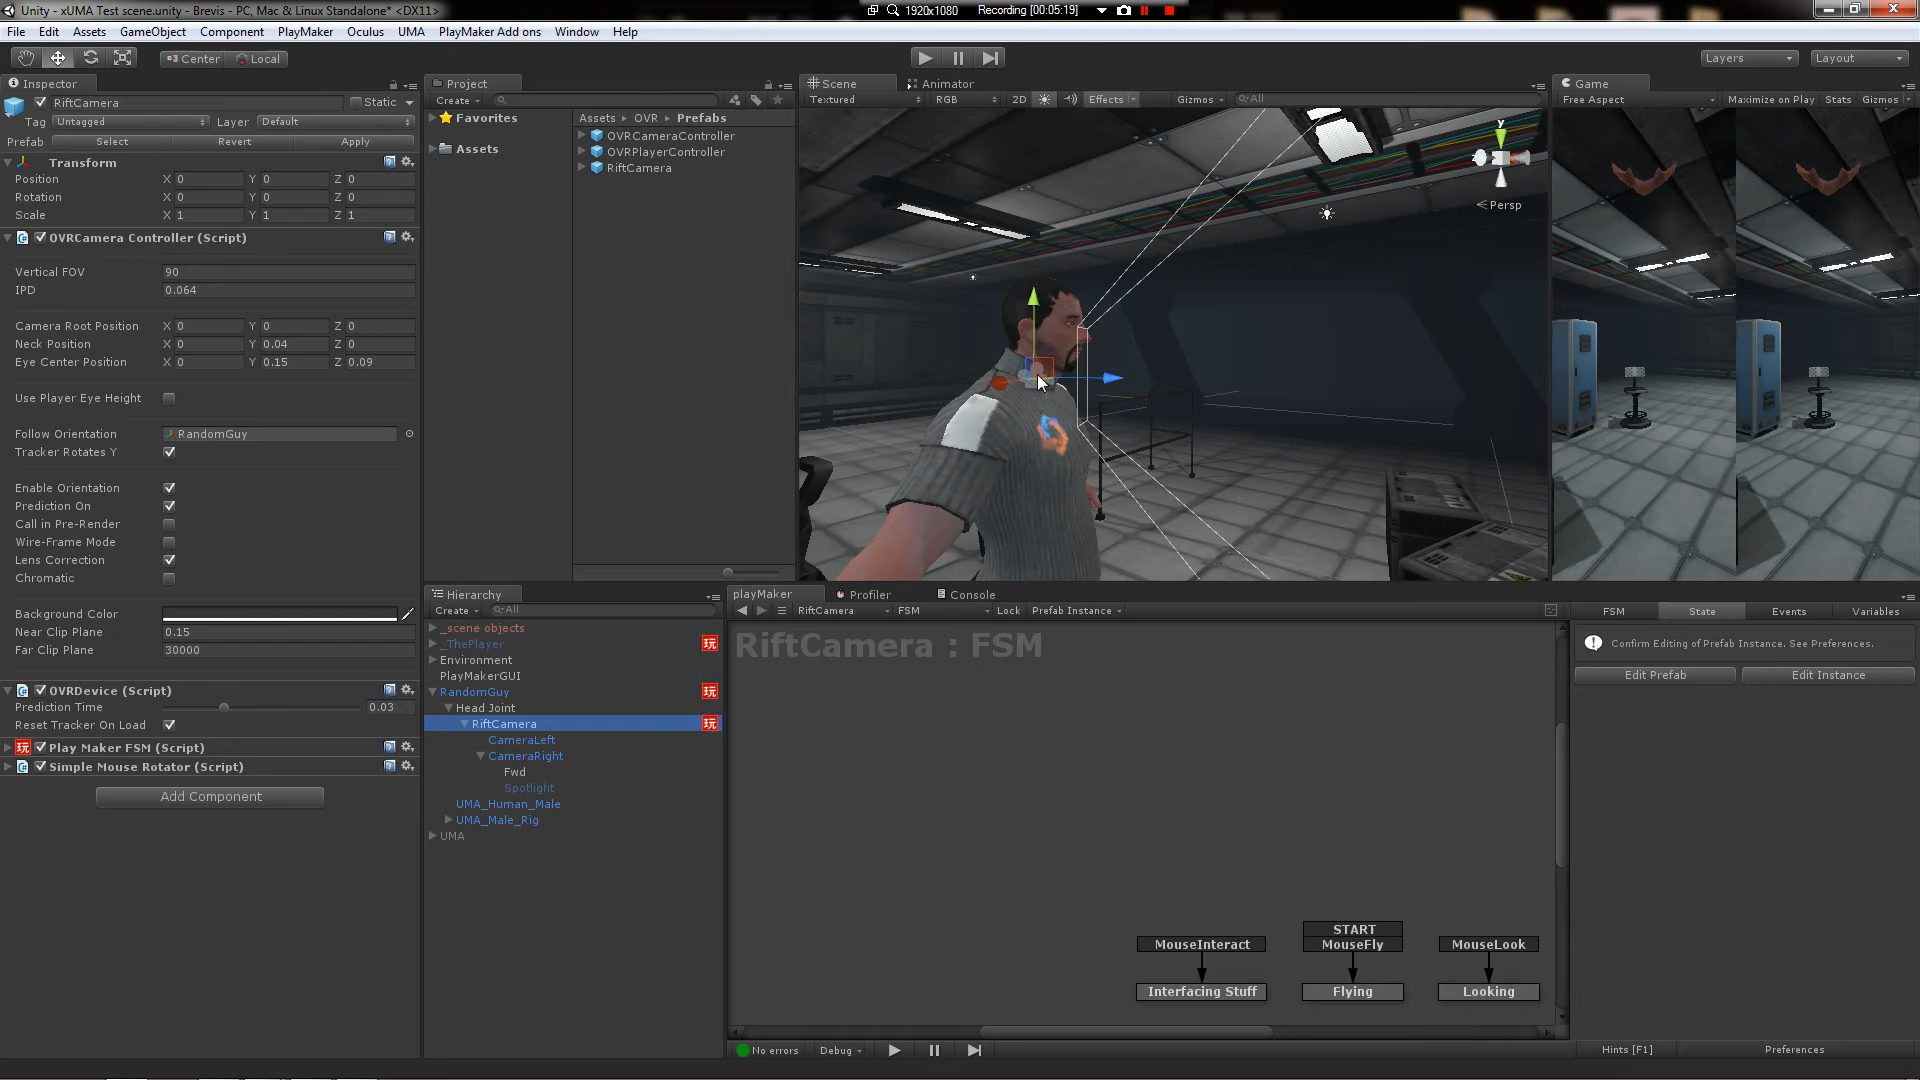 Unity - xUMA Test scene.unity - Brevis - PC, Mac & Linux Standalone* <DX11>
1920x1080
Recording [00:05:19]
File Edit Assets GameObject Component PlayMaker Oculus UMA PlayMaker Add ons Window Help
Center Local
Layers
Layout
Inspector
RiftCamera
Static
Tag Untagged Layer Default
Prefab Select Revert Apply
Transform
Position X 0 Y 0 Z 0
Rotation X 0 Y 0 Z 0
Scale X 1 Y 1 Z 1
OVRCamera Controller (Script)
Vertical FOV 90
IPD 0.064
Camera Root Position X 0 Y 0 Z 0
Neck Position X 0 Y 0.04 Z 0
Eye Center Position X 0 Y 0.15 Z 0.09
Use Player Eye Height
Follow Orientation RandomGuy
Tracker Rotates Y
Enable Orientation
Prediction On
Call in Pre-Render
Wire-Frame Mode
Lens Correction
Chromatic
Background Color
Near Clip Plane 0.15
Far Clip Plane 30000
OVRDevice (Script)
Prediction Time 0.03
Reset Tracker On Load
Play Maker FSM (Script)
Simple Mouse Rotator (Script)
Add Component
Project
Create
Favorites
Assets
Assets OVR Prefabs
OVRCameraController
OVRPlayerController
RiftCamera
Scene Animator
Textured RGB 2D Effects Gizmos All
y
Persp
Game
Free Aspect Maximize on Play Stats Gizmos
Hierarchy
Create All
_scene objects
_ThePlayer
Environment
PlayMakerGUI
RandomGuy
Head Joint
RiftCamera
CameraLeft
CameraRight
Fwd
Spotlight
UMA_Human_Male
UMA_Male_Rig
UMA
playMaker Profiler Console
RiftCamera FSM Lock Prefab Instance
RiftCamera : FSM
START
MouseInteract MouseFly MouseLook
Interfacing Stuff Flying Looking
FSM State Events Variables
Confirm Editing of Prefab Instance. See Preferences.
Edit Prefab Edit Instance
No errors Debug
Hints [F1] Preferences